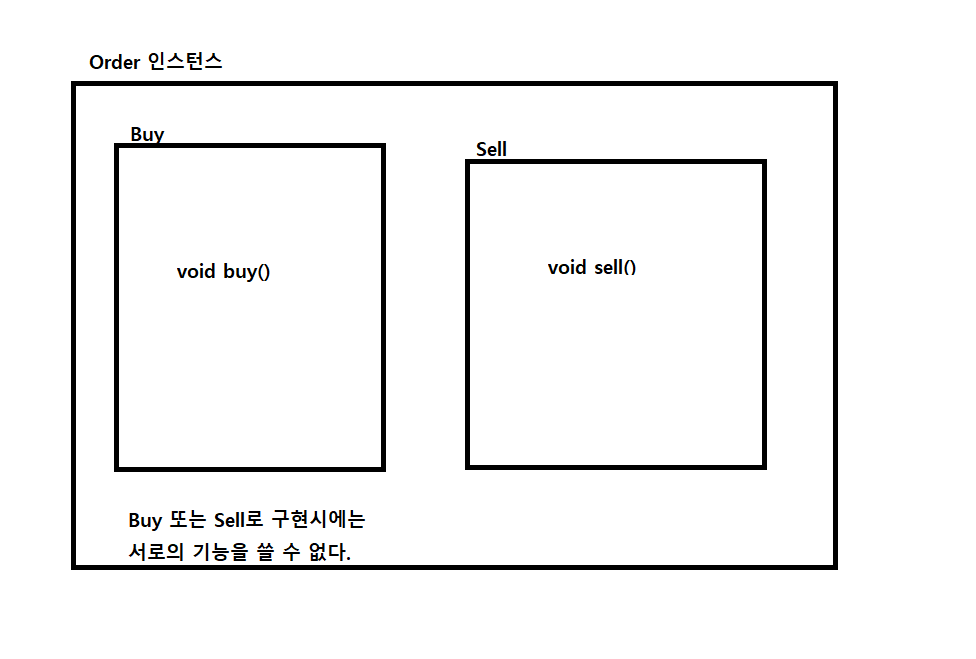 Order 인스턴스
Buy
Sell
void buy()
void sell()
Buy 또는 Sell로 구현시에는
서로의 기능을 쓸 수 없다.